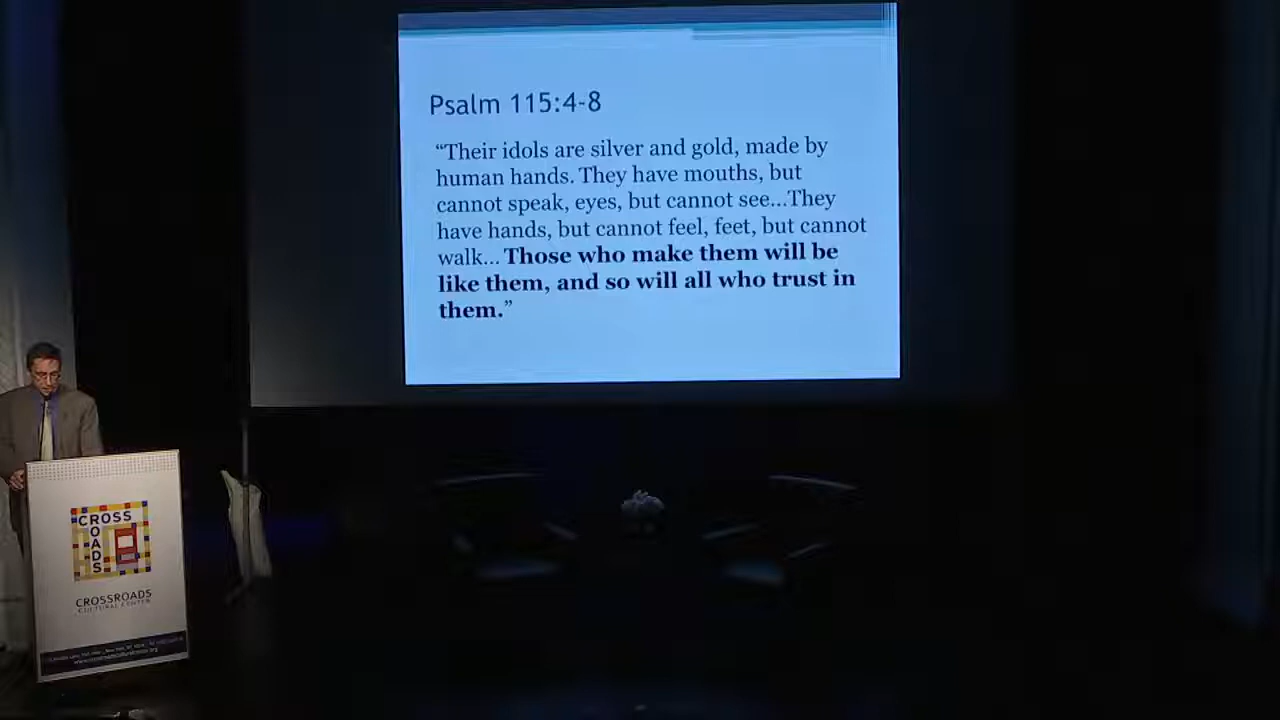 Psalm 115:4-8
“Their idols are silver and gold, made by
human hands. They have mouths, but
cannot speak, eyes, but cannot see...They
have hands, but cannot feel, feet, but cannot
walk... Those who make them will be
like them, and so will all who trust in
them.”
CROSS
ROADS
CROSSROADS
CULTURAL CENTER